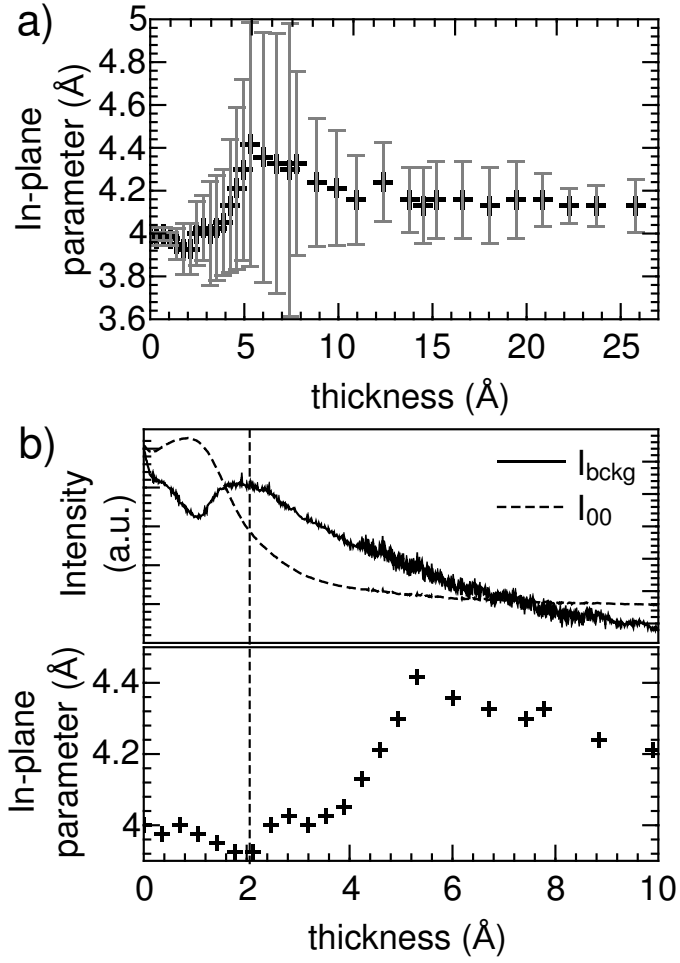 a)
In-plane
parameter (Å)
5
4.8
4.6
4.4
4.2
4
3.8
3.6
0 5 10 15 20 25
thickness (Å)
b)
Intensity
(a.u.)
I_bckg
I_00
In-plane
parameter (Å)
4.4
4.2
4
0 2 4 6 8 10
thickness (Å)